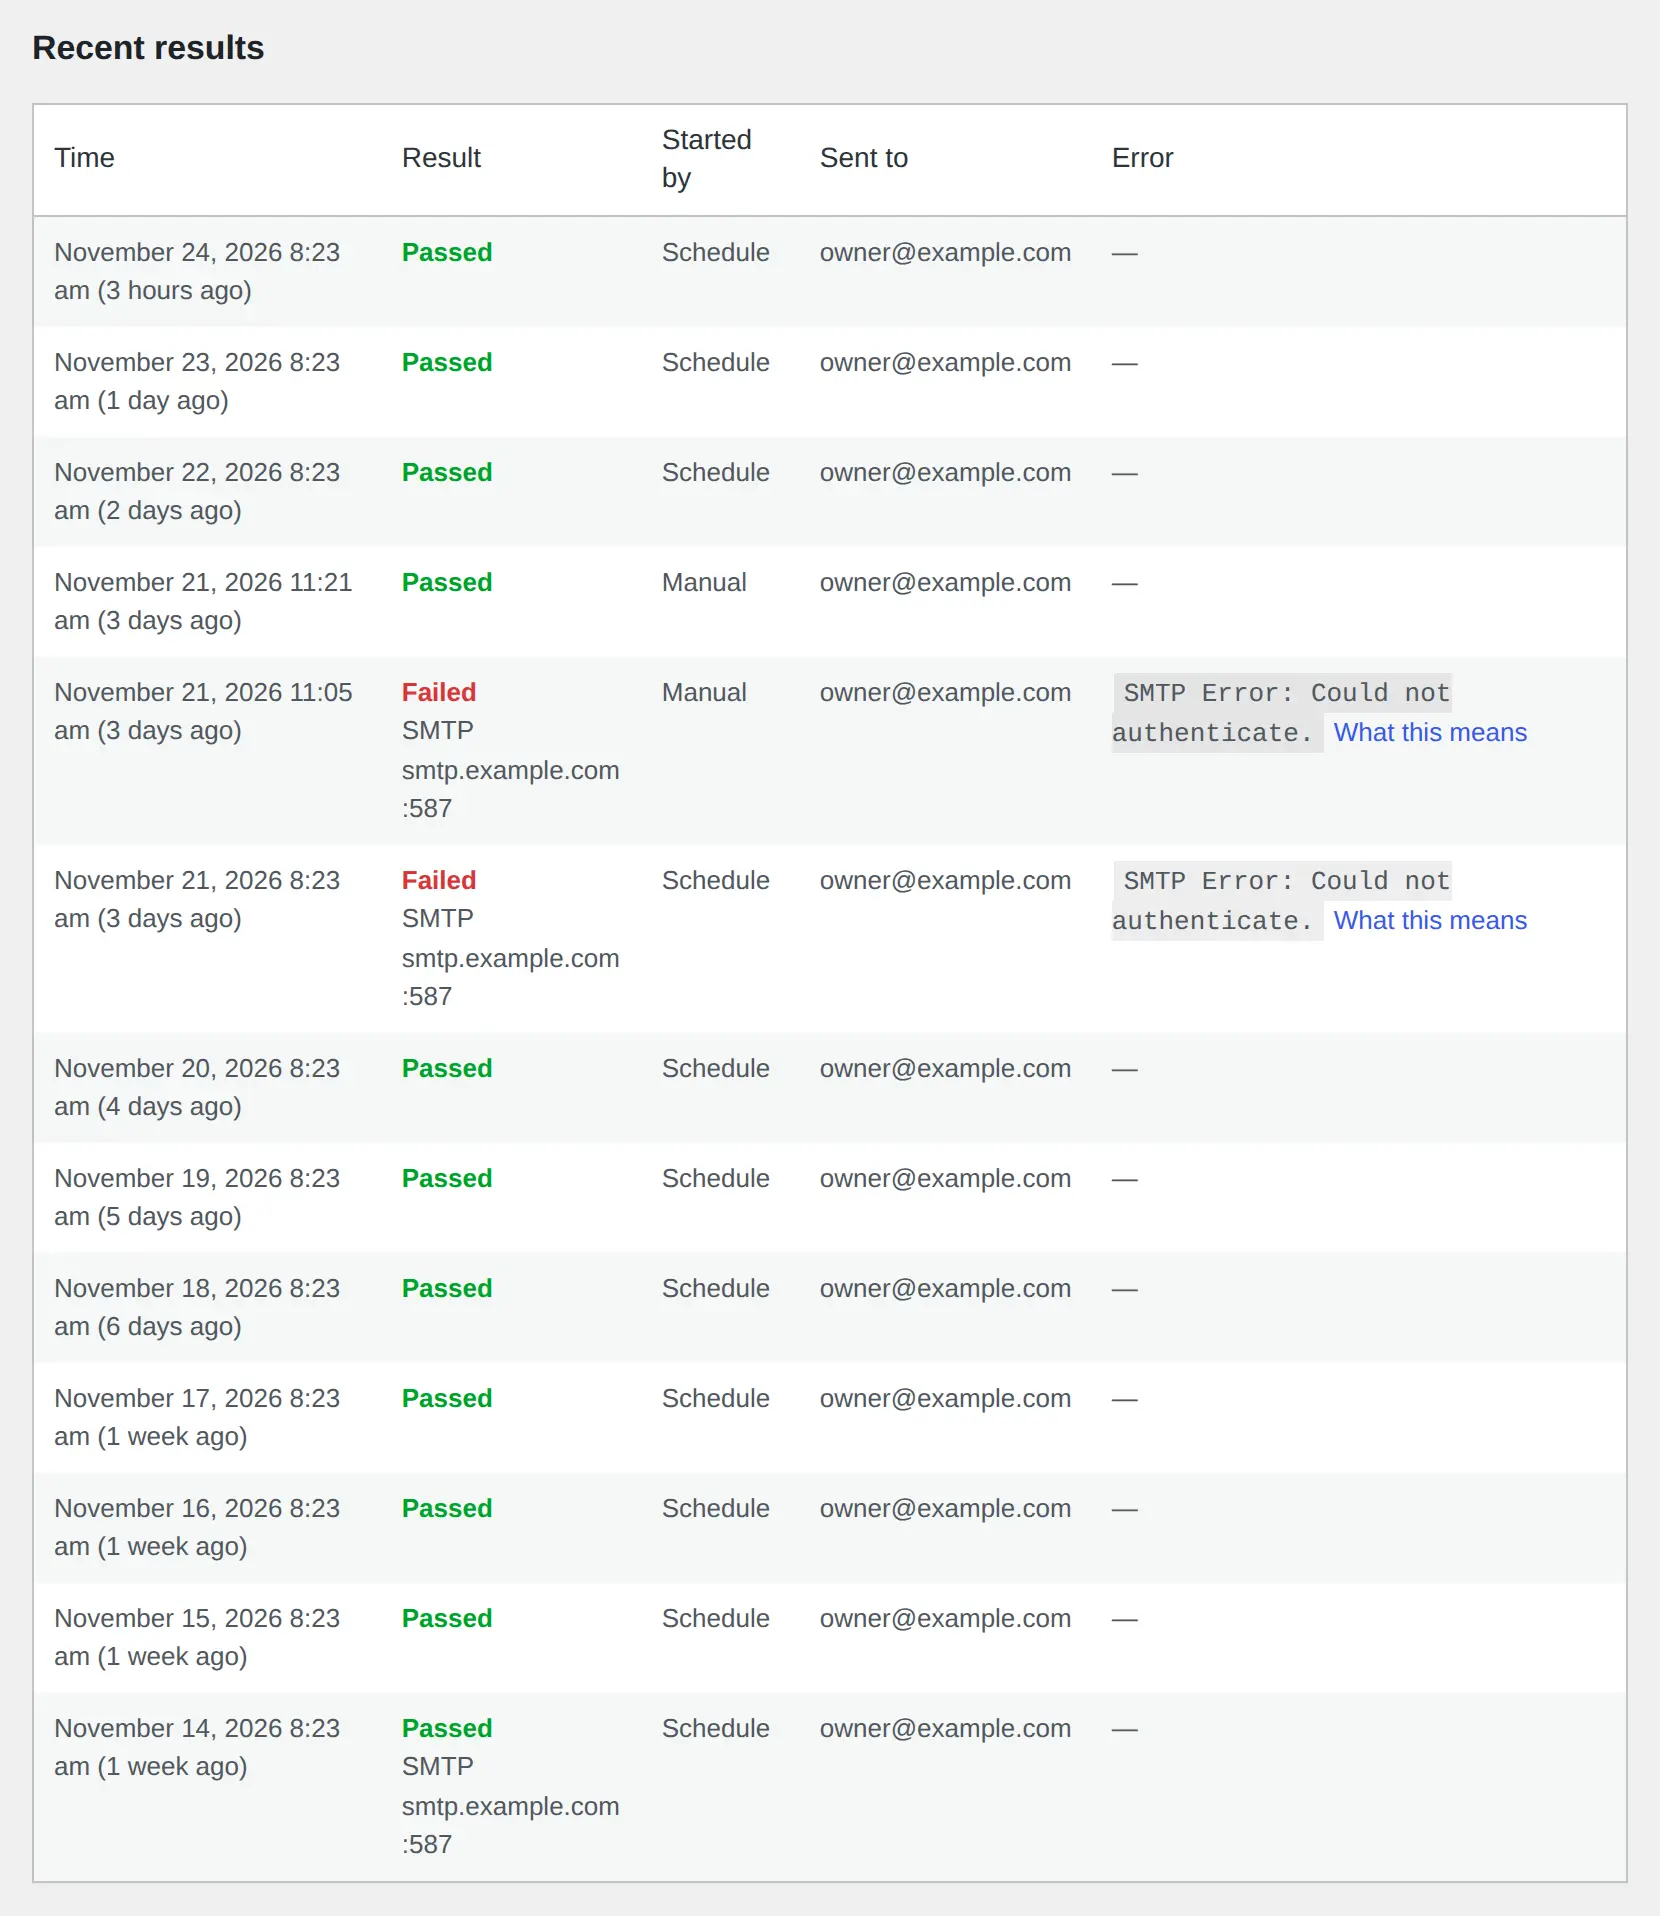 Recent results
Time
Result
Started
by
Sent to
Error
November 24, 2026 8:23
am (3 hours ago)
Passed
Schedule
owner@example.com
—
November 23, 2026 8:23
am (1 day ago)
Passed
Schedule
owner@example.com
—
November 22, 2026 8:23
am (2 days ago)
Passed
Schedule
owner@example.com
—
November 21, 2026 11:21
am (3 days ago)
Passed
Manual
owner@example.com
—
November 21, 2026 11:05
am (3 days ago)
Failed
SMTP
smtp.example.com
:587
Manual
owner@example.com
SMTP Error: Could not
authenticate. What this means
November 21, 2026 8:23
am (3 days ago)
Failed
SMTP
smtp.example.com
:587
Schedule
owner@example.com
SMTP Error: Could not
authenticate. What this means
November 20, 2026 8:23
am (4 days ago)
Passed
Schedule
owner@example.com
—
November 19, 2026 8:23
am (5 days ago)
Passed
Schedule
owner@example.com
—
November 18, 2026 8:23
am (6 days ago)
Passed
Schedule
owner@example.com
—
November 17, 2026 8:23
am (1 week ago)
Passed
Schedule
owner@example.com
—
November 16, 2026 8:23
am (1 week ago)
Passed
Schedule
owner@example.com
—
November 15, 2026 8:23
am (1 week ago)
Passed
Schedule
owner@example.com
—
November 14, 2026 8:23
am (1 week ago)
Passed
SMTP
smtp.example.com
:587
Schedule
owner@example.com
—